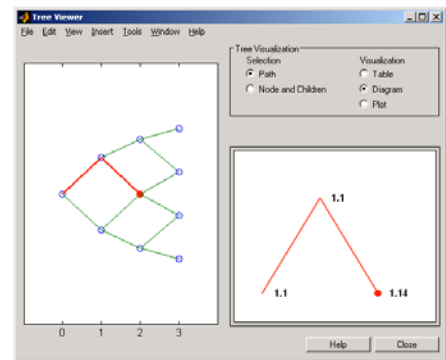 Tree Viewer
File Edit View Insert Tools Window Help
Tree Visualization
Selection Visualization
Path Table
Node and Children Diagram
Plot
1.1
1.1 1.14
0 1 2 3
Help Close